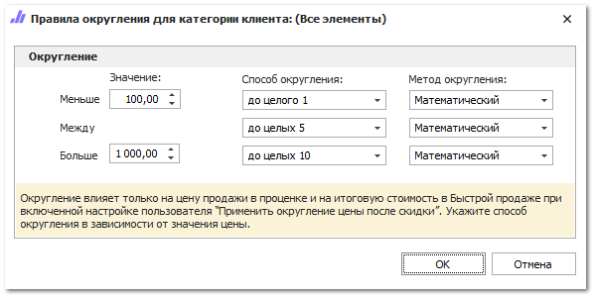 Правила округления для категории клиента: (Все элементы)
Округление
Значение: Способ округления: Метод округления:
Меньше 100,00 до целого 1 Математический
Между до целых 5 Математический
Больше 1 000,00 до целых 10 Математический
Округление влияет только на цену продажи в проценке и на итоговую стоимость в Быстрой продаже при
включенной настройке пользователя "Применить округление цены после скидки". Укажите способ
округления в зависимости от значения цены.
OK Отмена